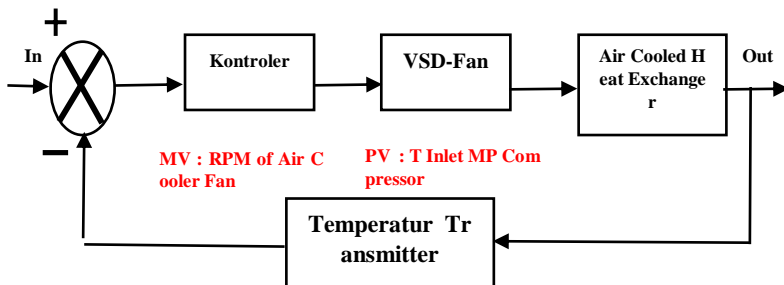 +
In
Kontroler
VSD-Fan
Air Cooled H
eat Exchange
r
Out
−
MV : RPM of Air C
ooler Fan
PV : T Inlet MP Com
pressor
Temperatur Tr
ansmitter